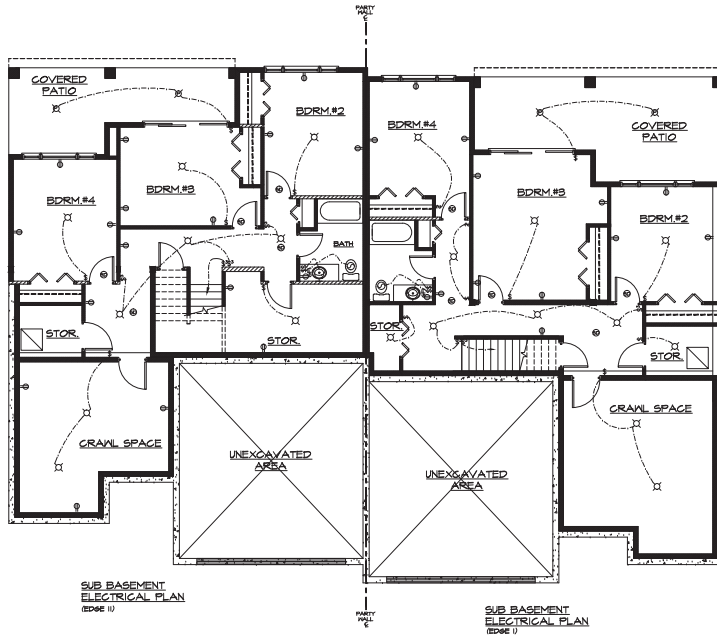 PARTY
WALL
COVERED
PATIO
BDRM.#2
BDRM.#4
COVERED
PATIO
BDRM.#3
BDRM.#4
BDRM.#3
BDRM.#2
BATH
STOR.
STOR.
STOR.
STOR.
CRAWL SPACE
UNEXCAVATED
AREA
CRAWL SPACE
UNEXCAVATED
AREA
SUB BASEMENT
ELECTRICAL PLAN
(EDGE II)
PARTY
WALL
SUB BASEMENT
ELECTRICAL PLAN
(EDGE I)